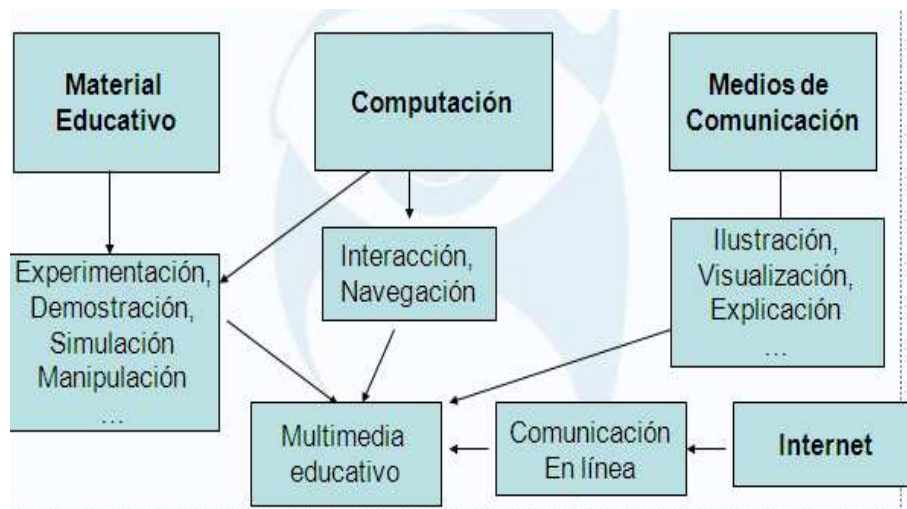 Material
Educativo
Computación
Medios de
Comunicación
Experimentación,
Demostración,
Simulación
Manipulación
...
Interacción,
Navegación
Ilustración,
Visualización,
Explicación
...
Multimedia
educativo
Comunicación
En línea
Internet